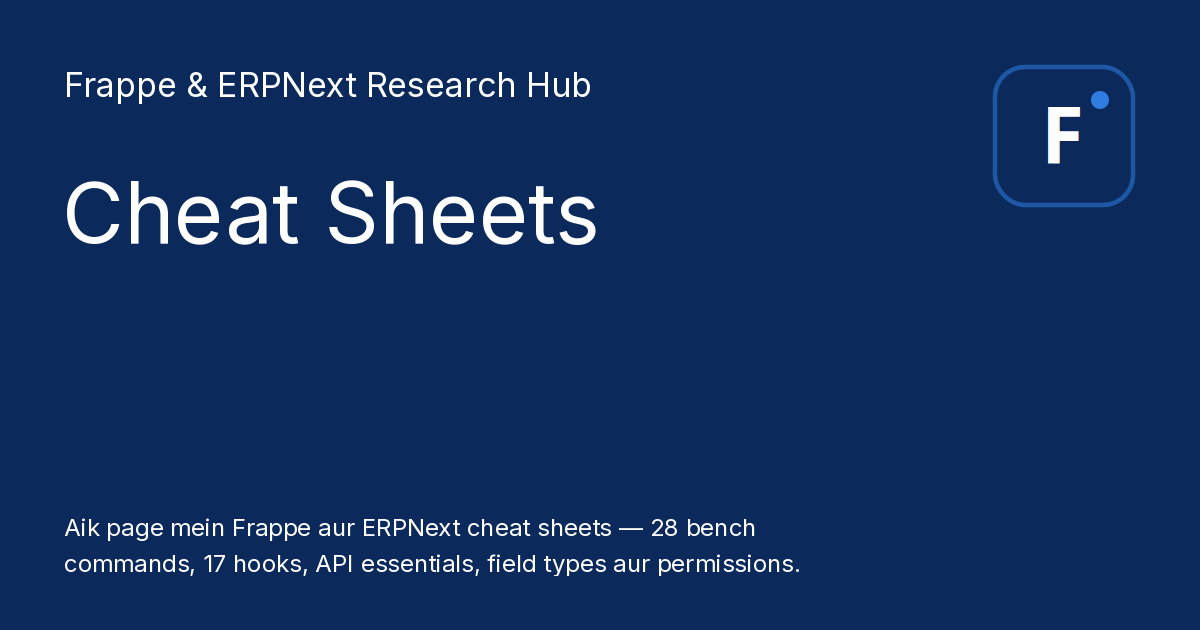 Frappe & ERPNext Research Hub
F
Cheat Sheets
Aik page mein Frappe aur ERPNext cheat sheets — 28 bench
commands, 17 hooks, API essentials, field types aur permissions.